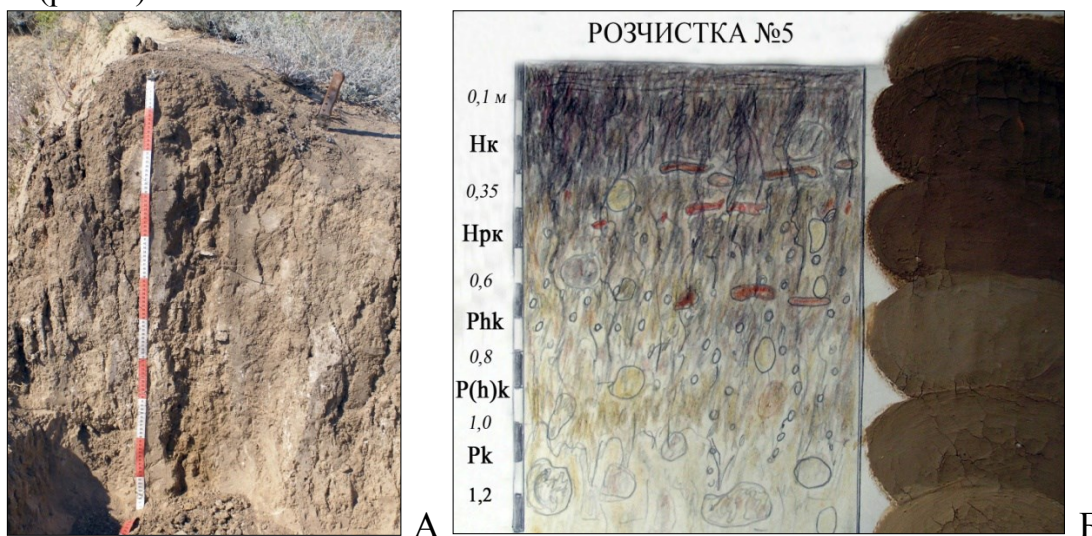 РОЗЧИСТКА №5
0,1 м
Нк
0,35
Нрк
0,6
Phk
0,8
P(h)k
1,0
Pk
1,2
А